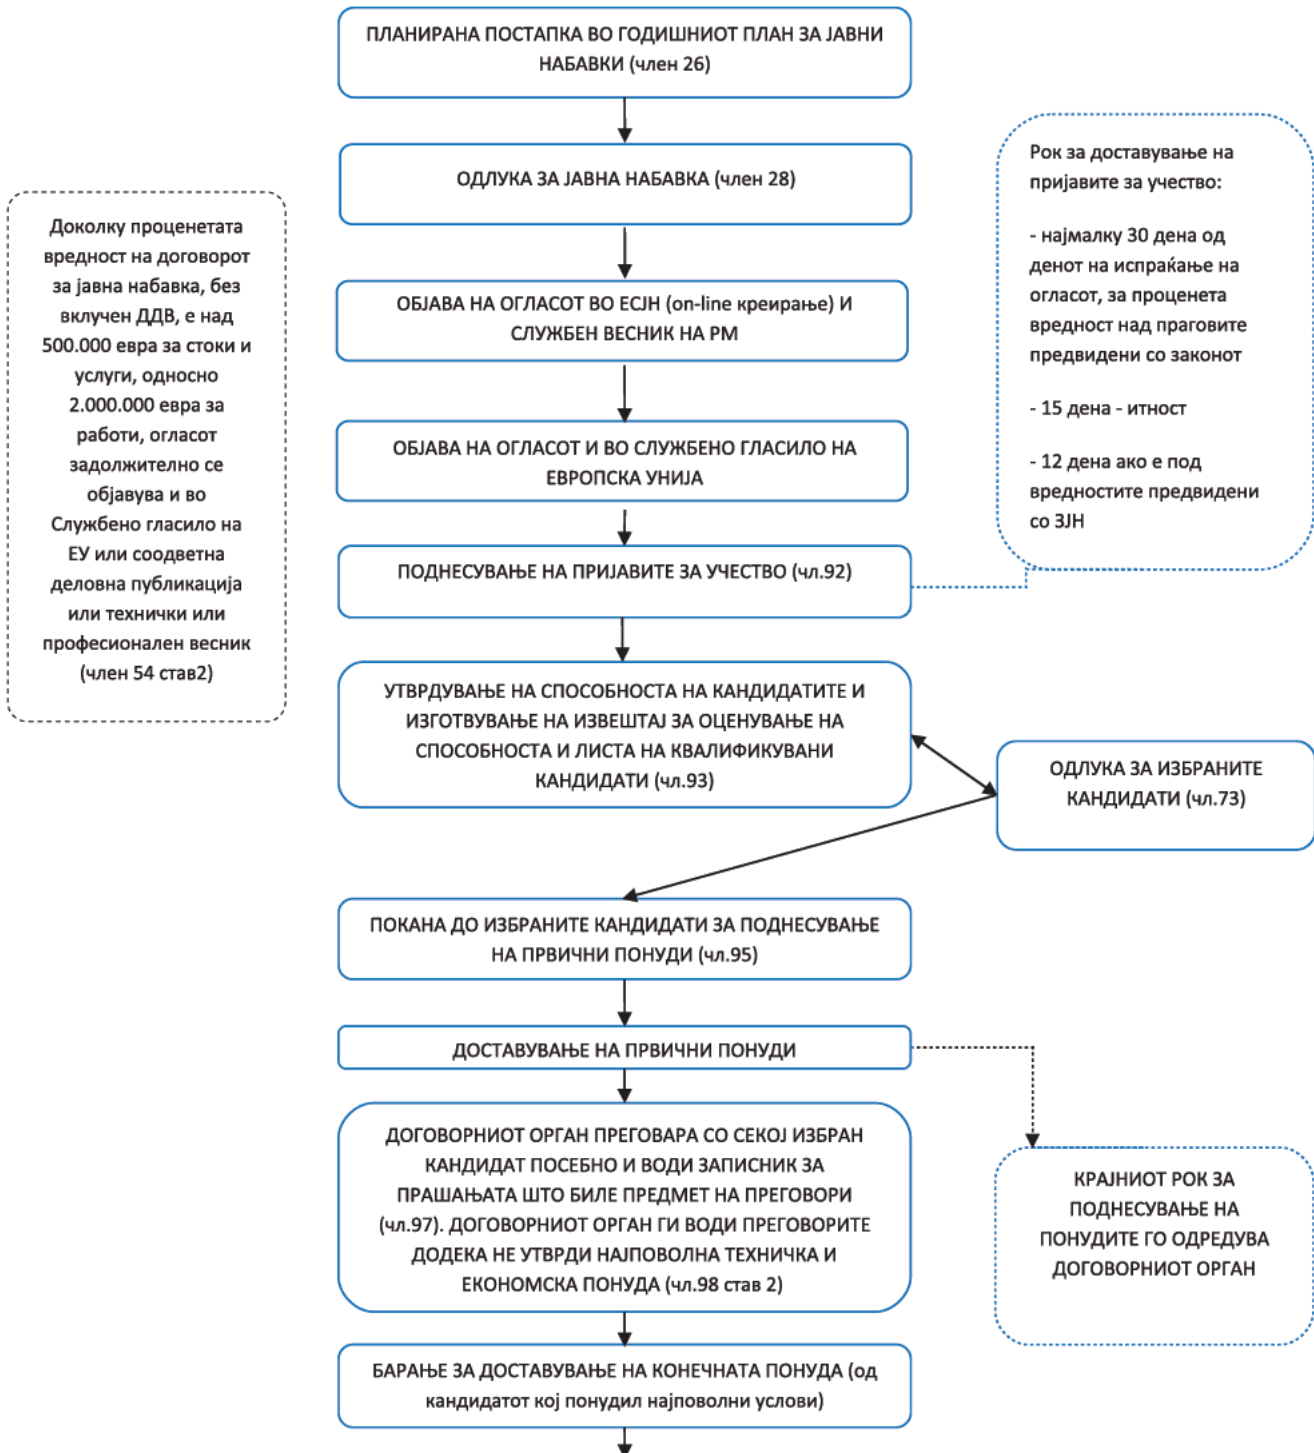 ПЛАНИРАНА ПОСТАПКА ВО ГОДИШНИОТ ПЛАН ЗА ЈАВНИ
НАБАВКИ (член 26)
ОДЛУКА ЗА ЈАВНА НАБАВКА (член 28)
Рок за доставување на
пријавите за учество:
- најмалку 30 дена од
денот на испраќање на
огласот, за проценета
вредност над праговите
предвидени со законот
- 15 дена - итност
- 12 дена ако е под
вредностите предвидени
со ЗЈН
Доколку проценетата
вредност на договорот
за јавна набавка, без
вклучен ДДВ, е над
500.000 евра за стоки и
услуги, односно
2.000.000 евра за
работи, огласот
задолжително се
објавува и во
Службено гласило на
ЕУ или соодветна
деловна публикација
или технички или
професионален весник
(член 54 став2)
ОБЈАВА НА ОГЛАСОТ ВО ЕСЈН (on-line креирање) И
СЛУЖБЕН ВЕСНИК НА РМ
ОБЈАВА НА ОГЛАСОТ И ВО СЛУЖБЕНО ГЛАСИЛО НА
ЕВРОПСКА УНИЈА
ПОДНЕСУВАЊЕ НА ПРИЈАВИТЕ ЗА УЧЕСТВО (чл.92)
УТВРДУВАЊЕ НА СПОСОБНОСТА НА КАНДИДАТИТЕ И
ИЗГОТВУВАЊЕ НА ИЗВЕШТАЈ ЗА ОЦЕНУВАЊЕ НА
СПОСОБНОСТА И ЛИСТА НА КВАЛИФИКУВАНИ
КАНДИДАТИ (чл.93)
ОДЛУКА ЗА ИЗБРАНИТЕ
КАНДИДАТИ (чл.73)
ПОКАНА ДО ИЗБРАНИТЕ КАНДИДАТИ ЗА ПОДНЕСУВАЊЕ
НА ПРВИЧНИ ПОНУДИ (чл.95)
ДОСТАВУВАЊЕ НА ПРВИЧНИ ПОНУДИ
ДОГОВОРНИОТ ОРГАН ПРЕГОВАРА СО СЕКОЈ ИЗБРАН
КАНДИДАТ ПОСЕБНО И ВОДИ ЗАПИСНИК ЗА
ПРАШАЊАТА ШТО БИЛЕ ПРЕДМЕТ НА ПРЕГОВОРИ
(чл.97). ДОГОВОРНИОТ ОРГАН ГИ ВОДИ ПРЕГОВОРИТЕ
ДОДЕКА НЕ УТВРДИ НАЈПОВОЛНА ТЕХНИЧКА И
ЕКОНОМСКА ПОНУДА (чл.98 став 2)
КРАЈНИОТ РОК ЗА
ПОДНЕСУВАЊЕ НА
ПОНУДИТЕ ГО ОДРЕДУВА
ДОГОВОРНИОТ ОРГАН
БАРАЊЕ ЗА ДОСТАВУВАЊЕ НА КОНЕЧНАТА ПОНУДА (од
кандидатот кој понудил најповолни услови)